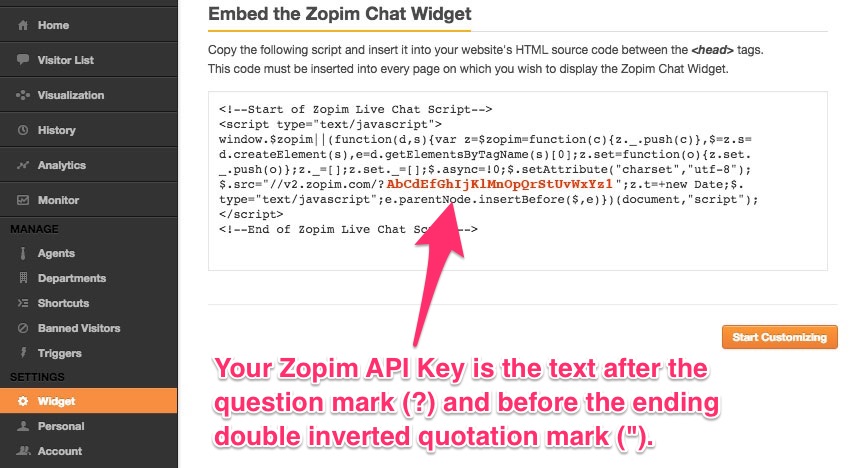 Home
Visitor List
Visualization
History
Analytics
Monitor
MANAGE
Agents
Departments
Shortcuts
Banned Visitors
Triggers
SETTINGS
Widget
Personal
Account
Embed the Zopim Chat Widget
Copy the following script and insert it into your website's HTML source code between the <head> tags.
This code must be inserted into every page on which you wish to display the Zopim Chat Widget.
<!--Start of Zopim Live Chat Script-->
<script type="text/javascript">
window.$zopim||(function(d,s){var z=$zopim=function(c){z._.push(c)},$=z.s=
d.createElement(s),e=d.getElementsByTagName(s)[0];z.set=function(o){z.set.
_.push(o)};z._=[];z.set._=[];$.async=!0;$.setAttribute("charset","utf-8");
$.src="//v2.zopim.com/?AbCdEfGhIjKlMnOpQrStUvWxYz1";z.t=+new Date;$.
type="text/javascript";e.parentNode.insertBefore($,e)})(document,"script");
</script>
<!--End of Zopim Live Chat Sc-->
Start Customizing
Your Zopim API Key is the text after the
question mark (?) and before the ending
double inverted quotation mark (").